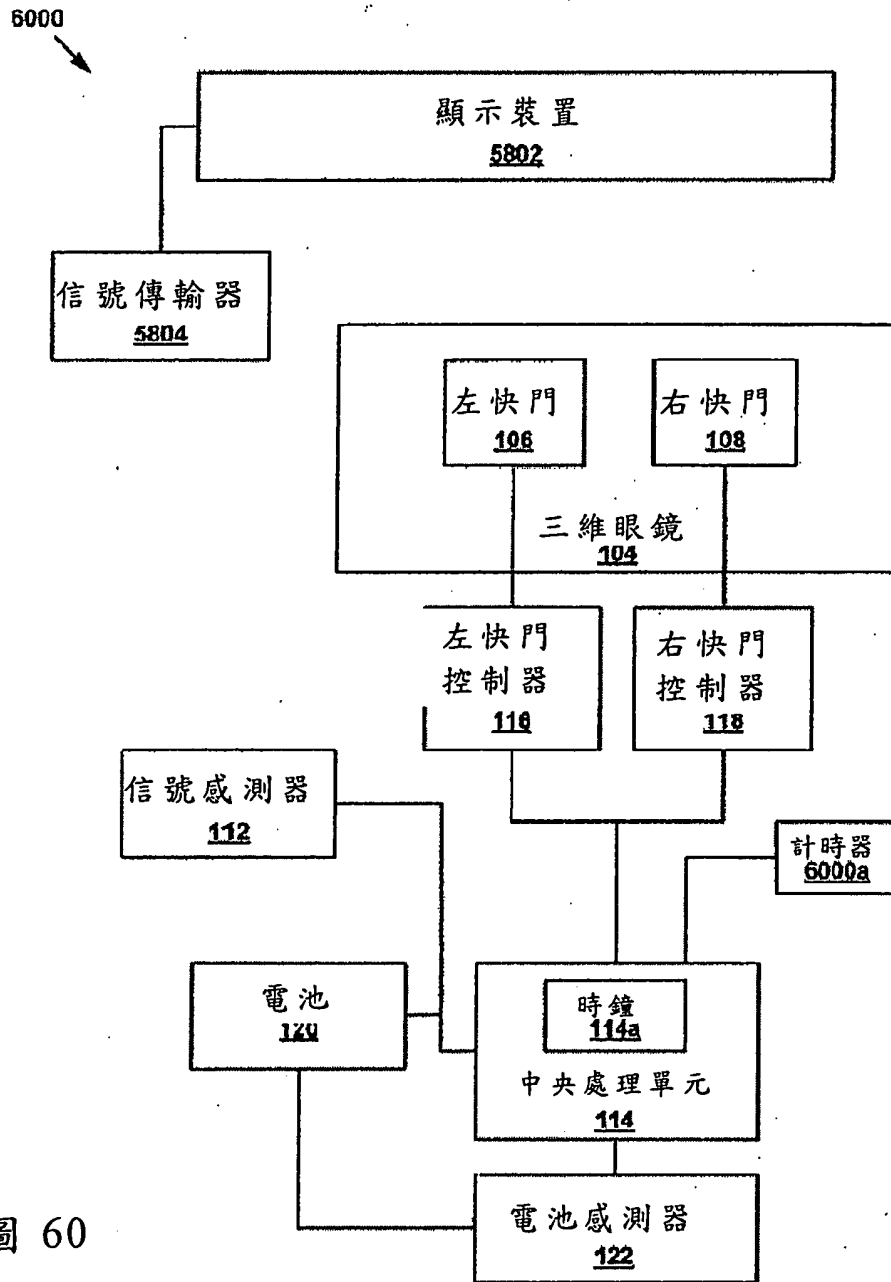 6000
顯示裝置
5802
信號傳輸器
5804
左快門
106
右快門
108
三維眼鏡
104
左快門
控制器
116
右快門
控制器
118
信號感測器
112
計時器
6000a
電池
120
時鐘
114a
中央處理單元
114
電池感測器
122
圖 60